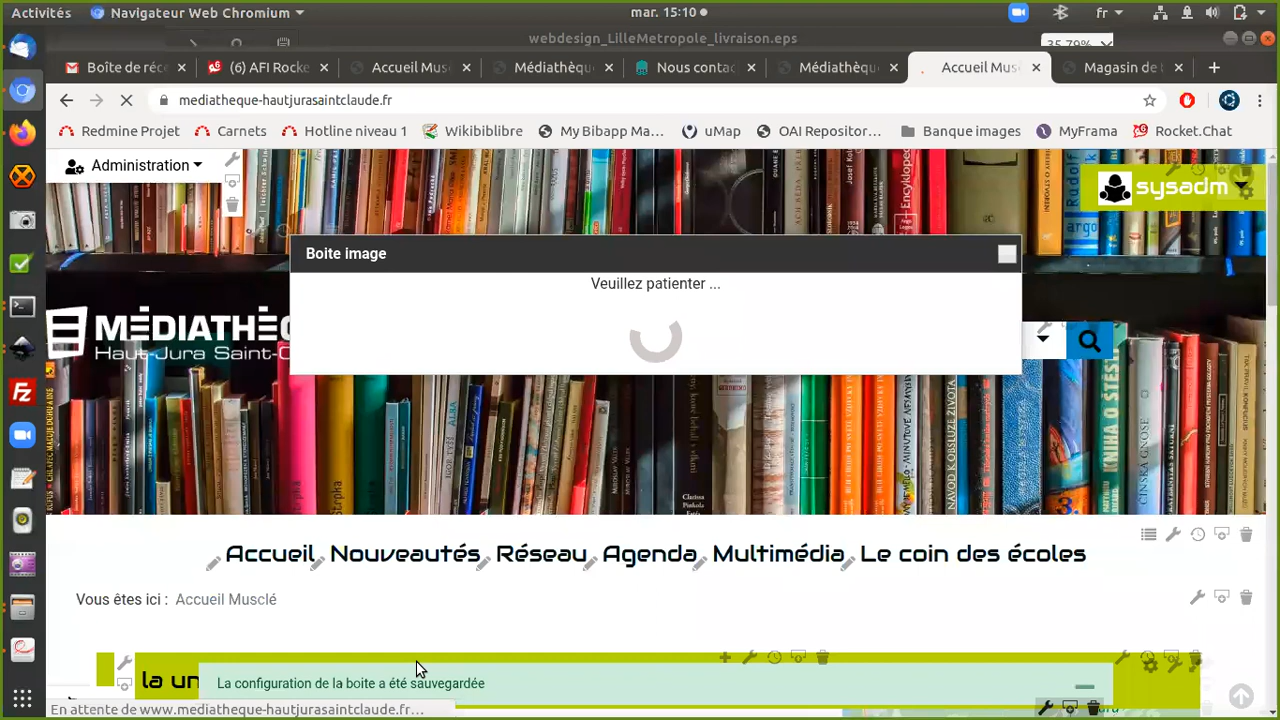 Activités Navigateur Web Chromium mar. 15:10 fr
webdesign_LilleMetropole_livraison.eps 35,79%
Boîte de réce (6) AFI Rocke Accueil Mus Médiathèqu Nous contac Médiathèqu Accueil Mus Magasin de
mediatheque-hautjurasaintclaude.fr
Redmine Projet Carnets Hotline niveau 1 Wikibiblibre My Bibapp Ma... uMap OAI Repositor... Banque images MyFrama Rocket.Chat
Administration
sysadm
Boite image
Veuillez patienter ...
MÉDIATHÈ
Haut-Jura Saint-C
Accueil Nouveautés Réseau Agenda Multimédia Le coin des écoles
Vous êtes ici : Accueil Musclé
la un
La configuration de la boite a été sauvegardée
En attente de www.mediatheque-hautjurasaintclaude.fr...